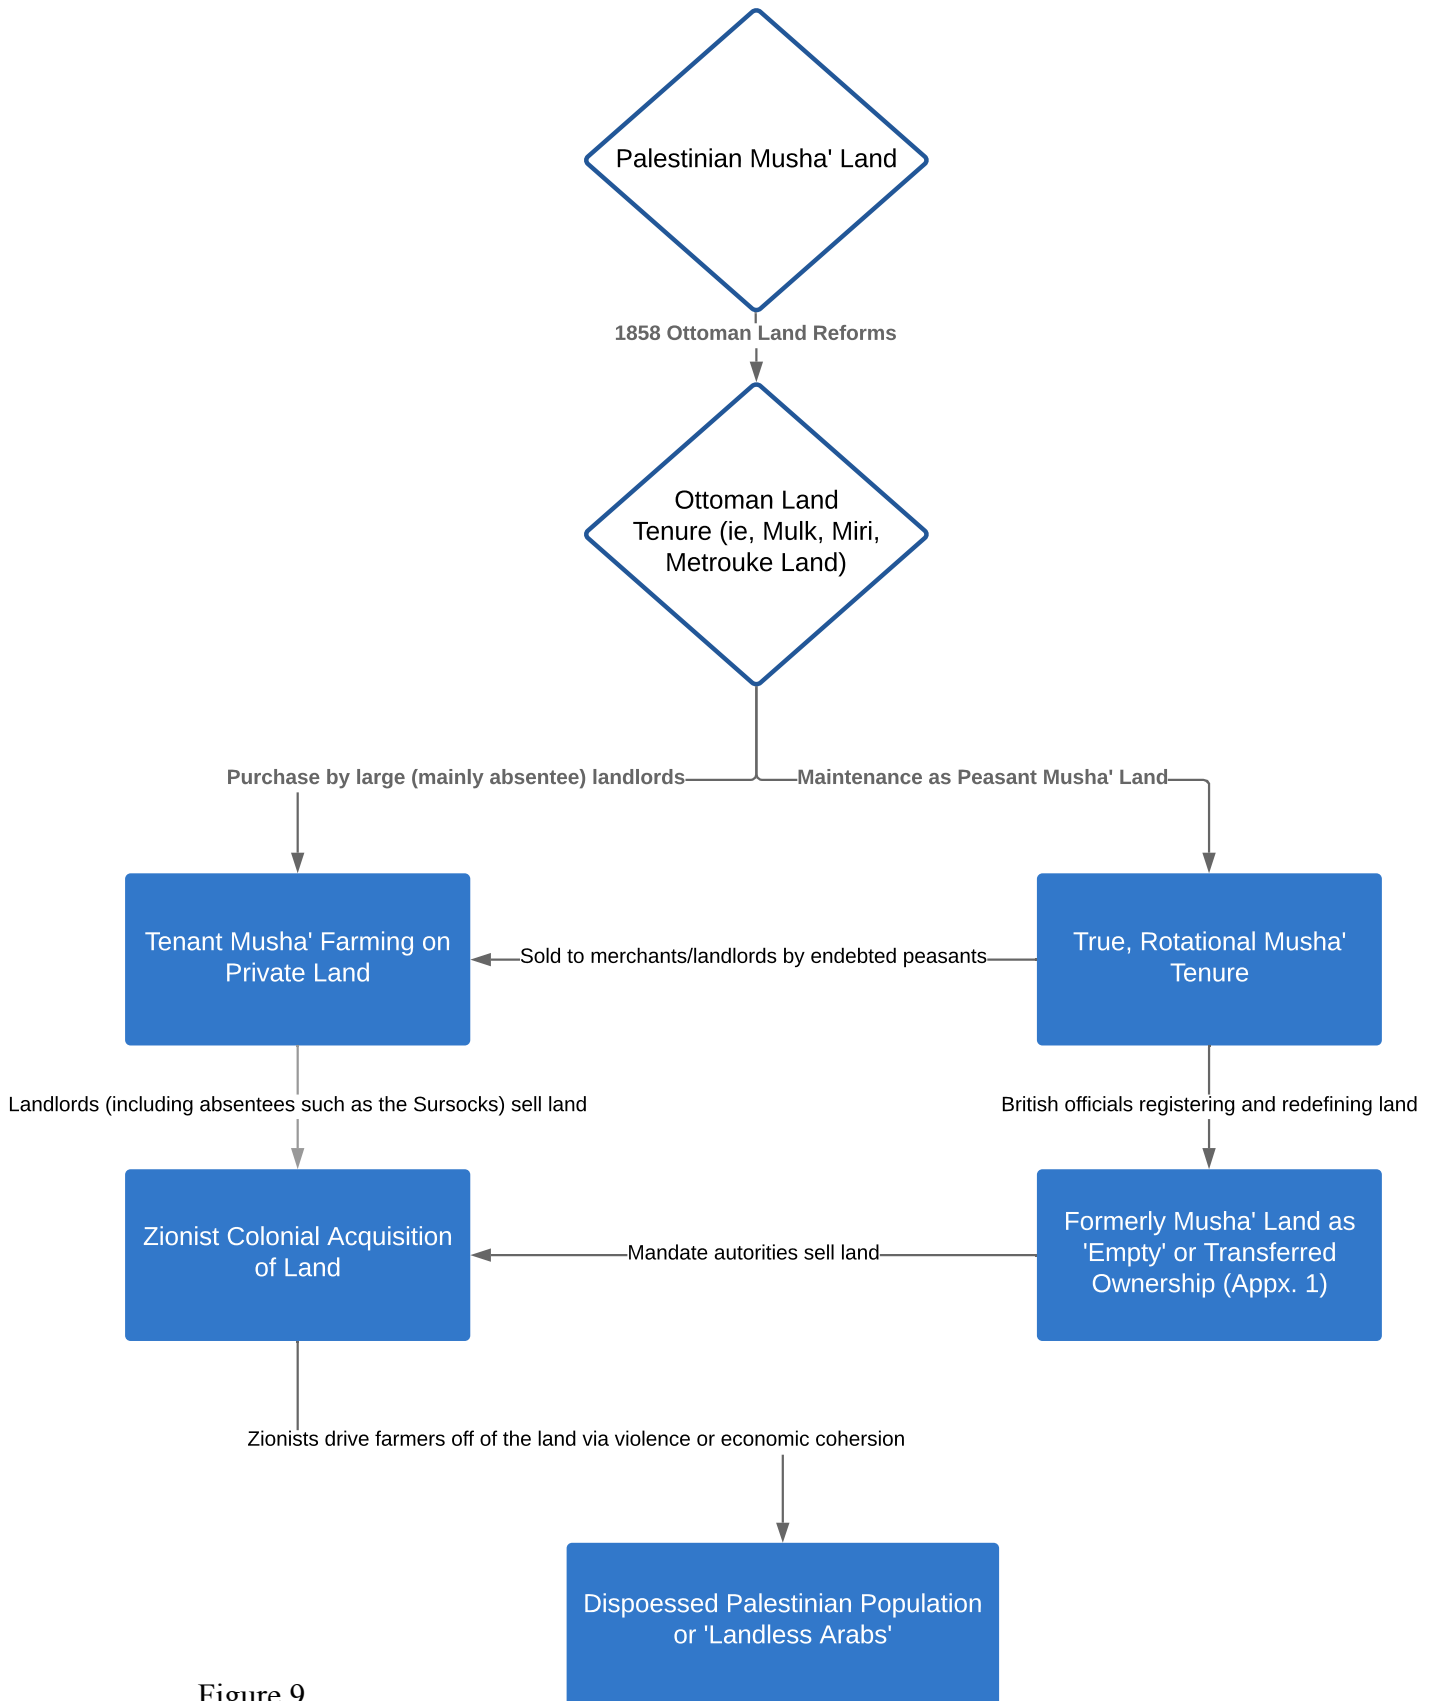 Palestinian Musha' Land
1858 Ottoman Land Reforms
Ottoman Land
Tenure (ie, Mulk, Miri,
Metrouke Land)
Purchase by large (mainly absentee) landlords
Maintenance as Peasant Musha' Land
Tenant Musha' Farming on
Private Land
Sold to merchants/landlords by endebted peasants
True, Rotational Musha'
Tenure
Landlords (including absentees such as the Sursocks) sell land
British officials registering and redefining land
Zionist Colonial Acquisition
of Land
Mandate autorities sell land
Formerly Musha' Land as
'Empty' or Transferred
Ownership (Appx. 1)
Zionists drive farmers off of the land via violence or economic cohersion
Dispoessed Palestinian Population
or 'Landless Arabs'
Figure 9